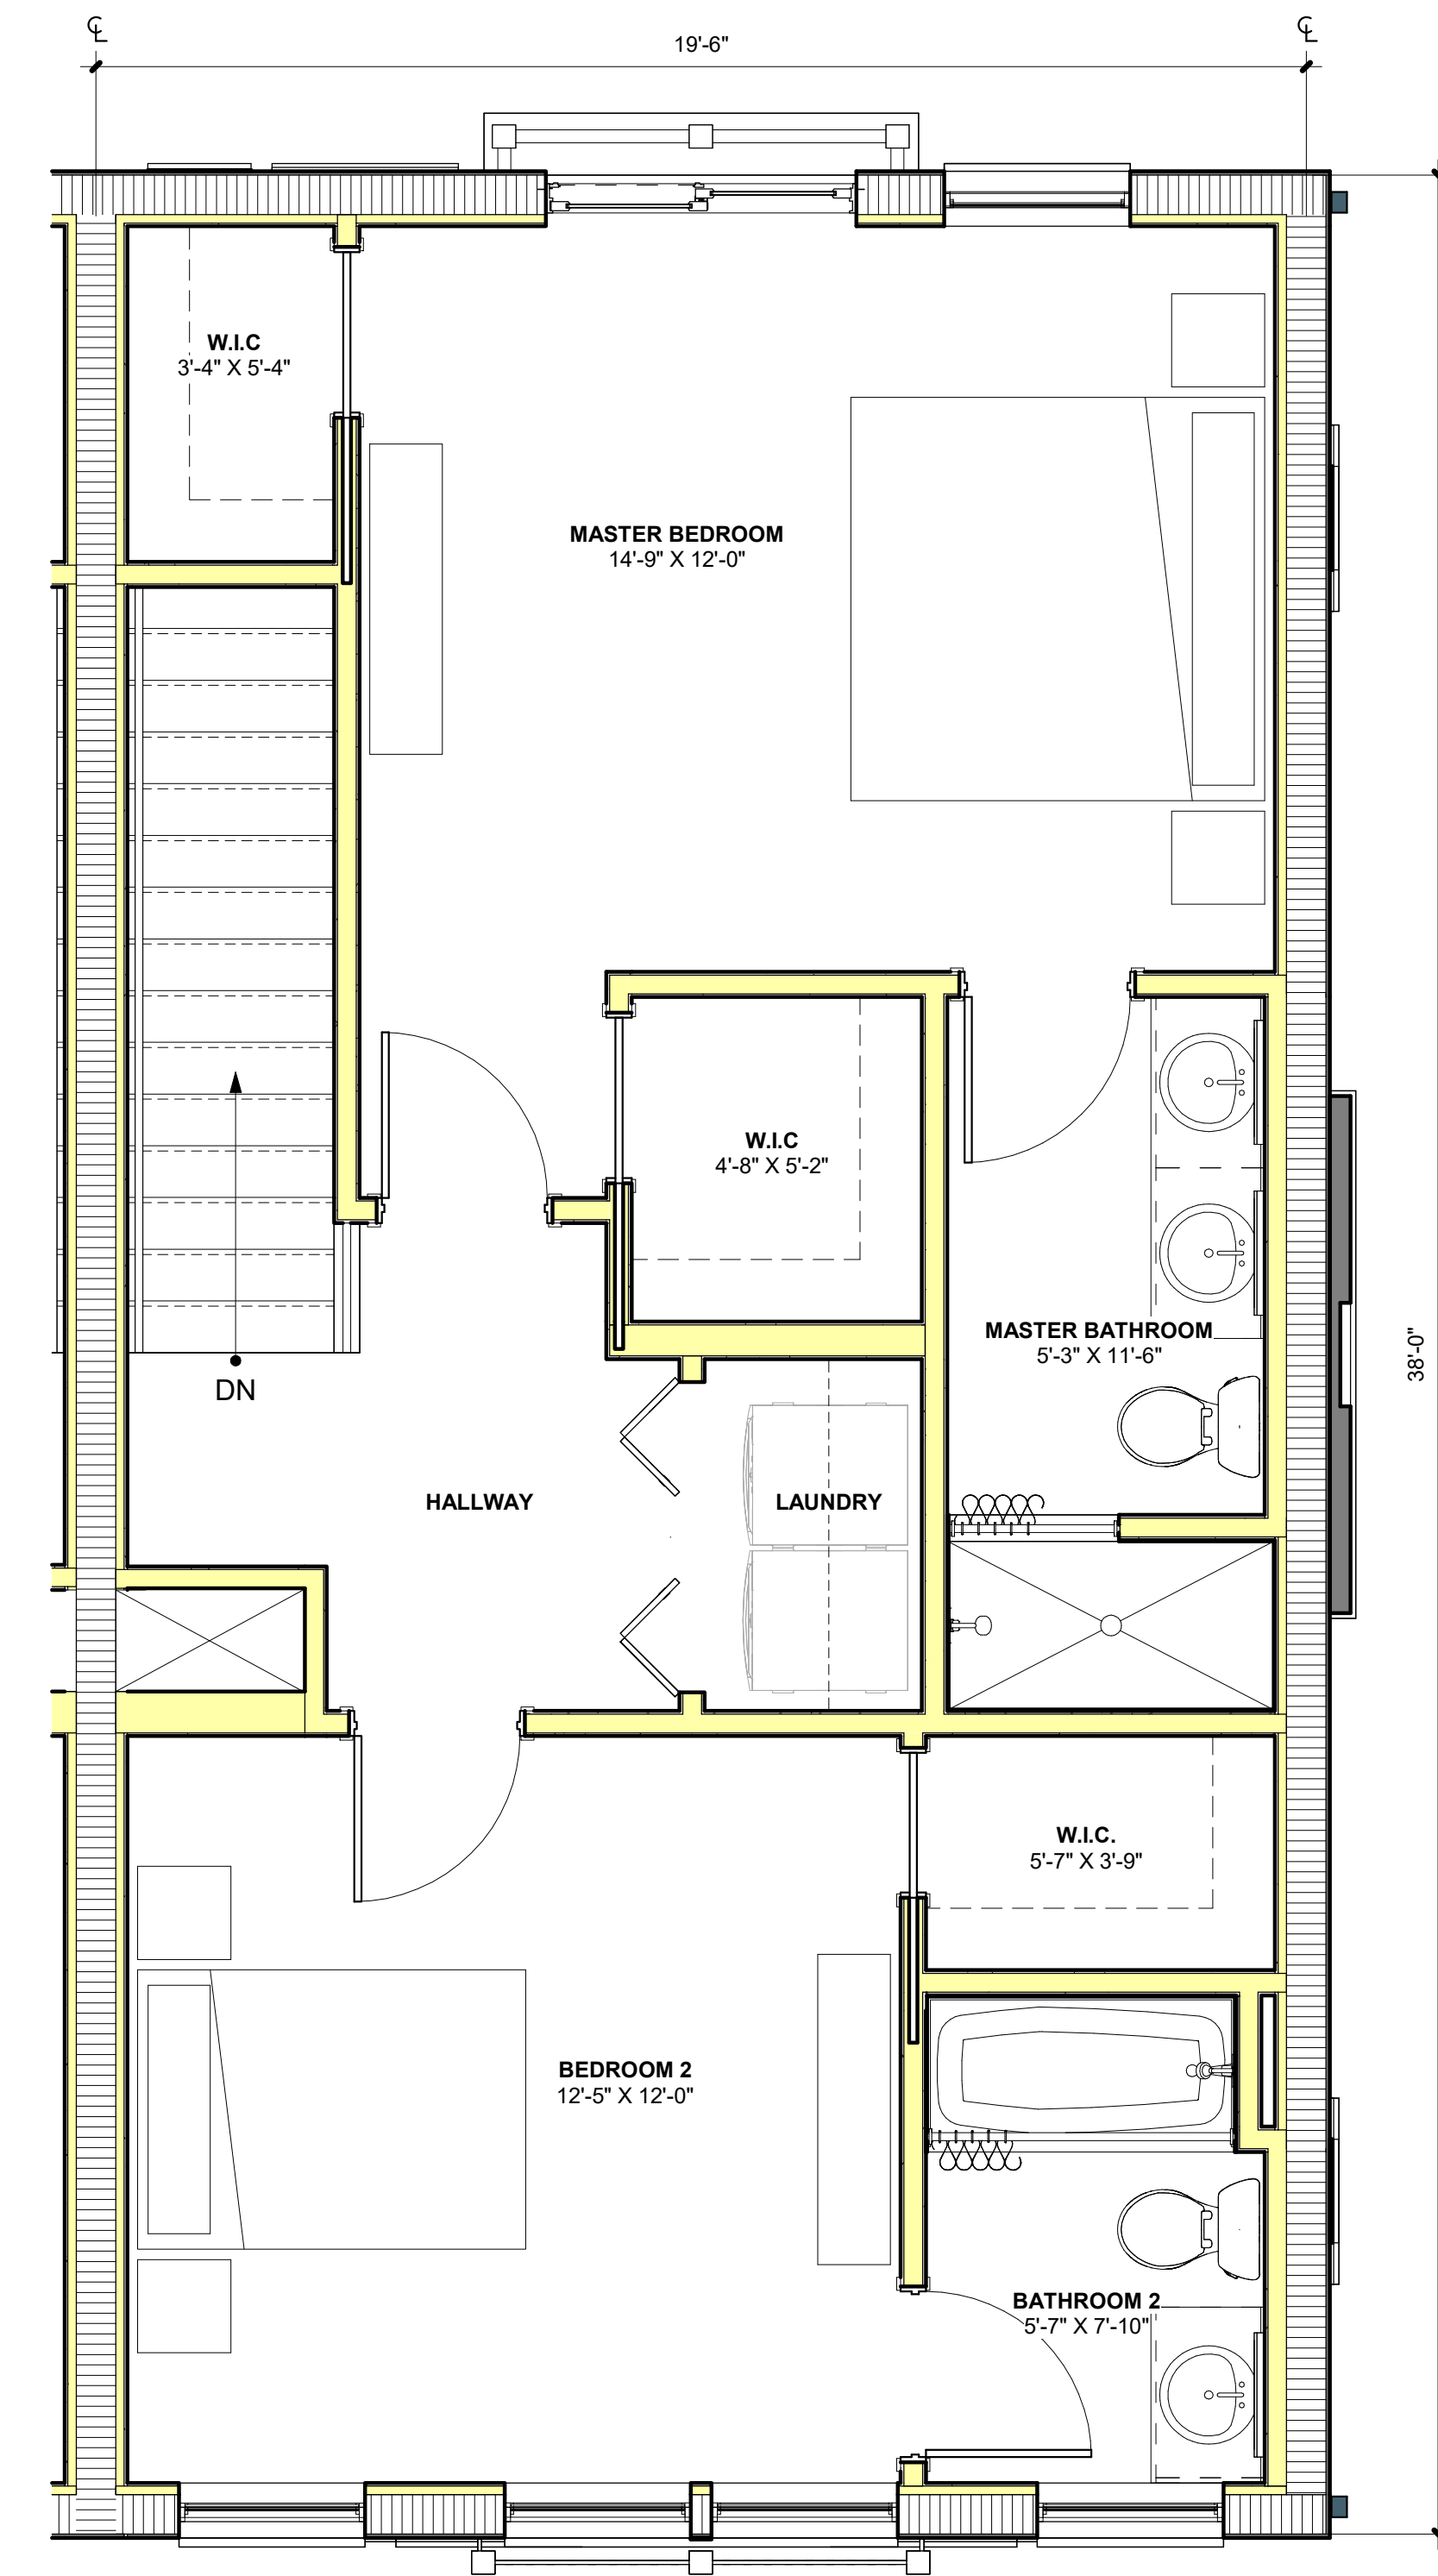 ℄ ℄
19'-6"
W.I.C
3'-4" X 5'-4"
MASTER BEDROOM
14'-9" X 12'-0"
W.I.C
4'-8" X 5'-2"
MASTER BATHROOM
5'-3" X 11'-6"
38'-0"
DN
HALLWAY
LAUNDRY
W.I.C.
5'-7" X 3'-9"
BEDROOM 2
12'-5" X 12'-0"
BATHROOM 2
5'-7" X 7'-10"